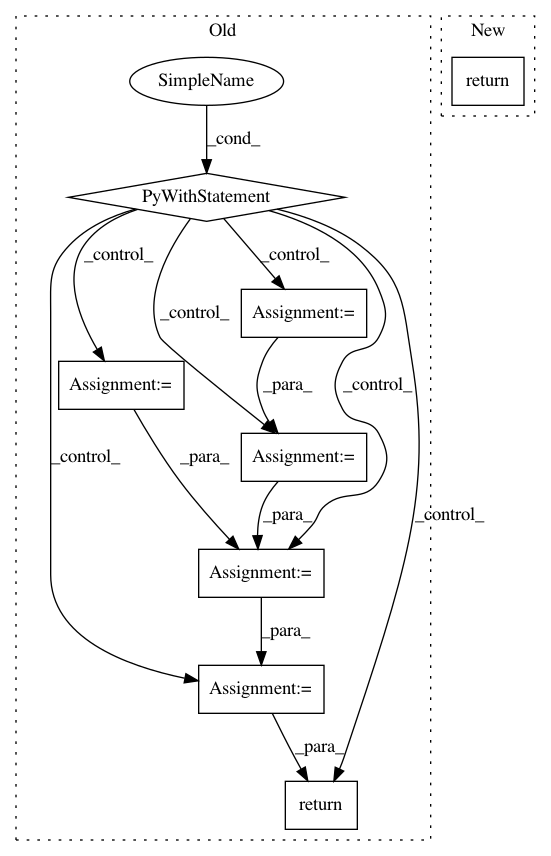 Old
New
SimpleName
return
_cond_
PyWithStatement
_control_
_control_
_control_
Assignment:=
Assignment:=
_para_
_control_
_control_
_para_
Assignment:=
_control_
_para_
Assignment:=
_para_
Assignment:=
_para_
return